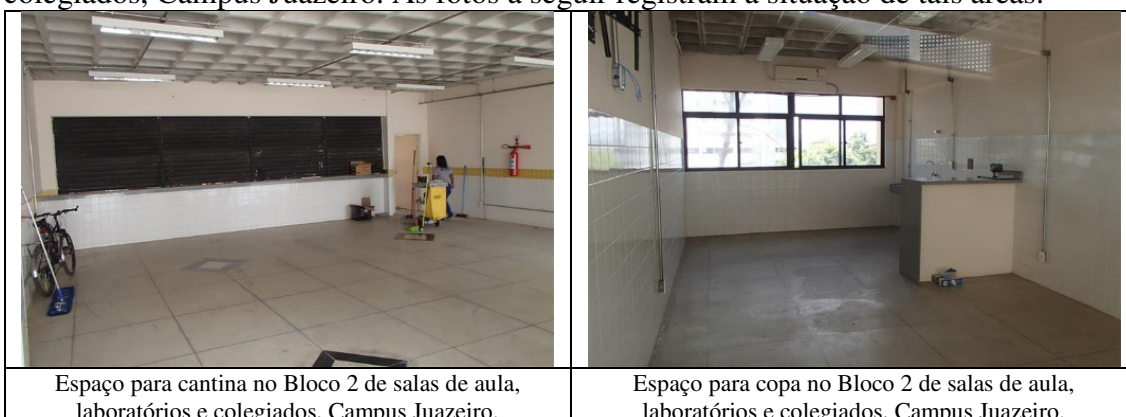 colegiados, Campus Juazeiro. As fotos a seguir registram a situação de tais áreas.
Espaço para cantina no Bloco 2 de salas de aula,
laboratórios e colegiados, Campus Juazeiro.
Espaço para copa no Bloco 2 de salas de aula,
laboratórios e colegiados, Campus Juazeiro.